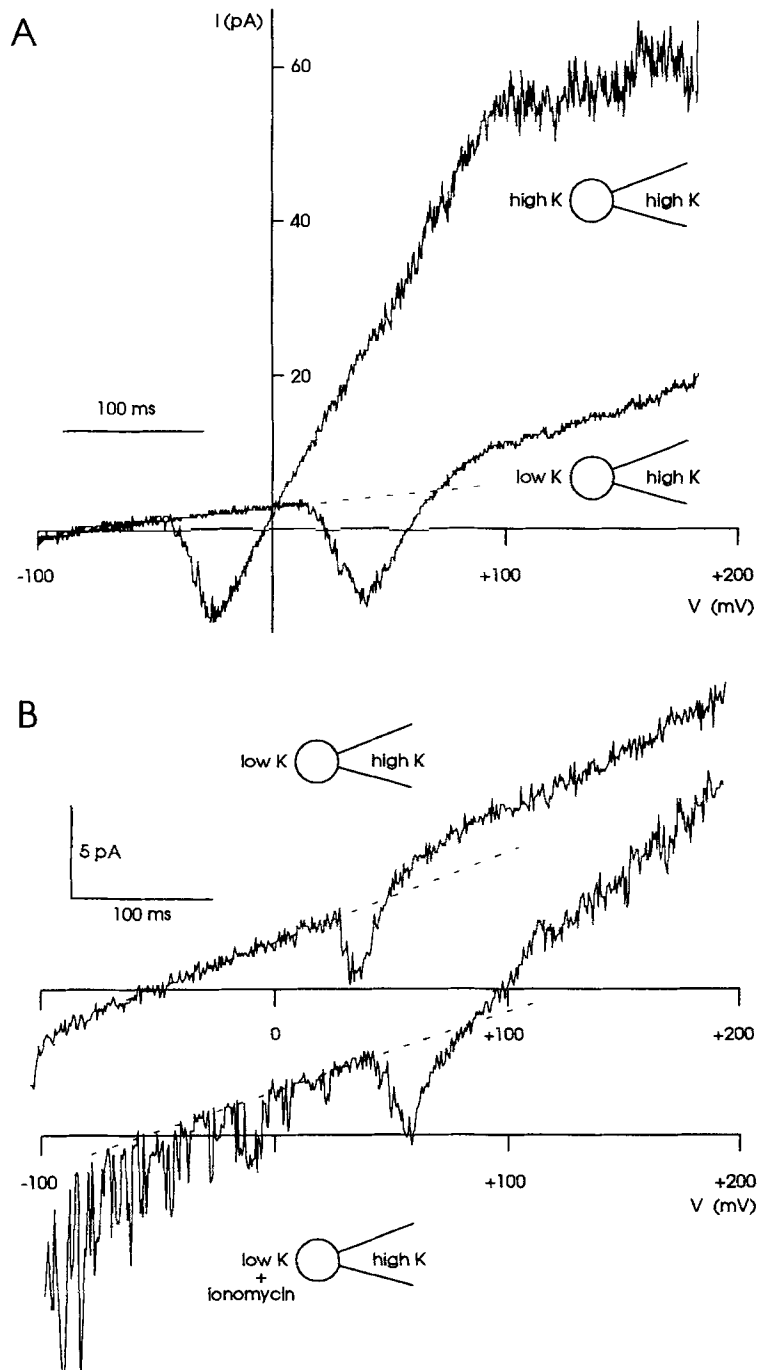 A
I (pA)
60
high K
high K
40
20
100 ms
low K
high K
-100
+100
+200
V (mV)
B
low K
high K
5 pA
100 ms
0
+100
+200
-100
+100
+200
V (mV)
low K
high K
+
ionomycin